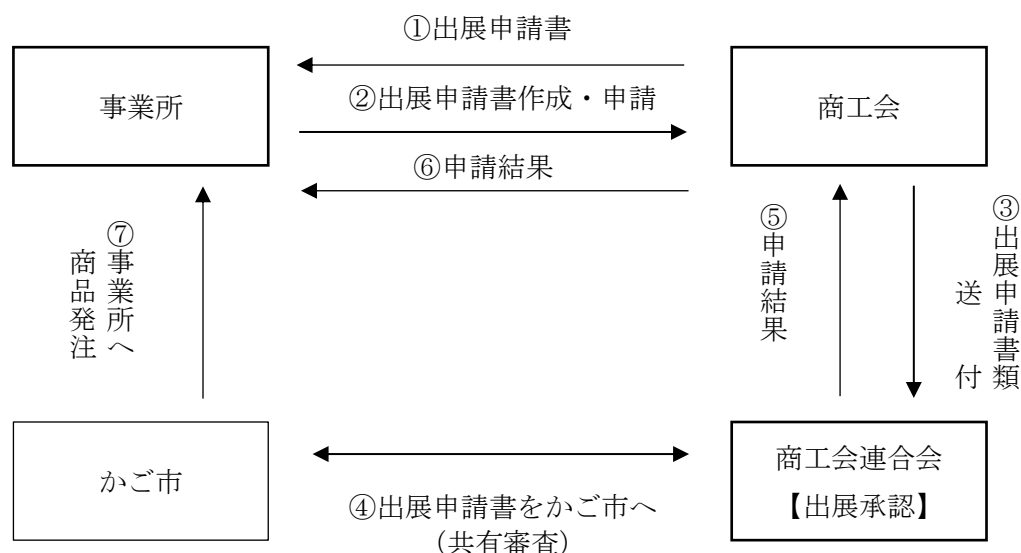 ①出展申請書
事業所
②出展申請書作成・申請
商工会
⑥申請結果
⑦事業所へ
商品発注
⑤申請結果
③出展申請書類
送付
かご市
商工会連合会
【出展承認】
④出展申請書をかご市へ
（共有審査）